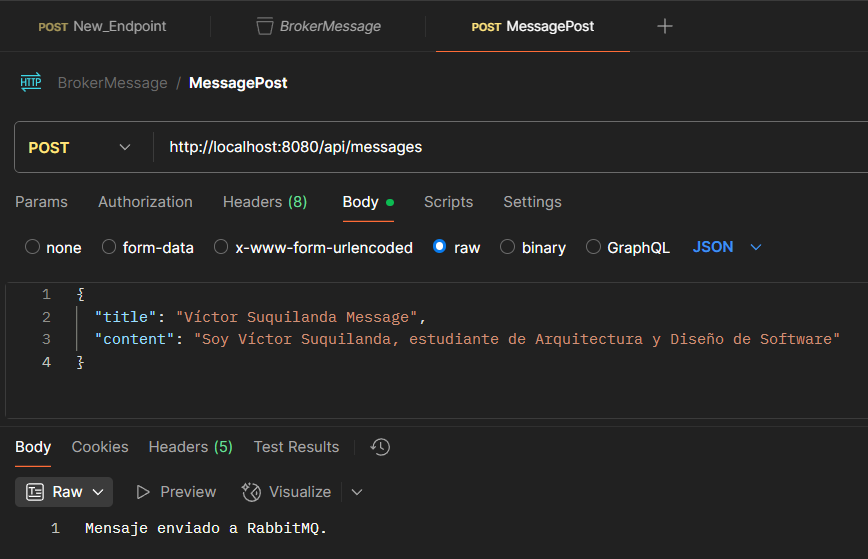 POST New_Endpoint BrokerMessage POST MessagePost
HTTP BrokerMessage / MessagePost
POST http://localhost:8080/api/messages
Params Authorization Headers (8) Body Scripts Settings
none form-data x-www-form-urlencoded raw binary GraphQL JSON
1 {
2 "title": "Víctor Suquilanda Message",
3 "content": "Soy Víctor Suquilanda, estudiante de Arquitectura y Diseño de Software"
4 }
Body Cookies Headers (5) Test Results
Raw Preview Visualize
1 Mensaje enviado a RabbitMQ.